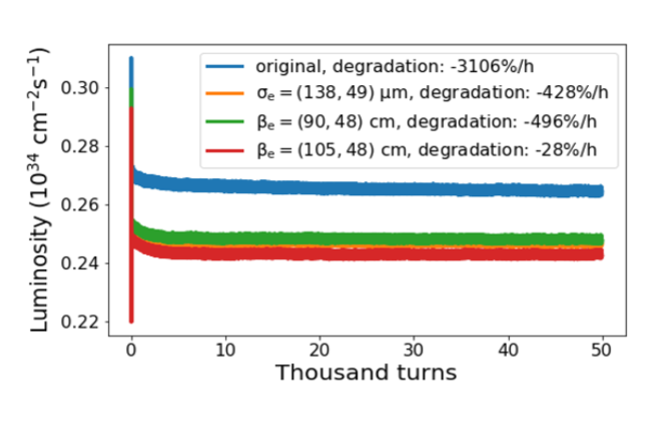 original, degradation: -3106%/h
σₑ = (138, 49) μm, degradation: -428%/h
βₑ = (90, 48) cm, degradation: -496%/h
βₑ = (105, 48) cm, degradation: -28%/h
Luminosity (10³⁴ cm⁻²s⁻¹)
0.30
0.28
0.26
0.24
0.22
0 10 20 30 40 50
Thousand turns